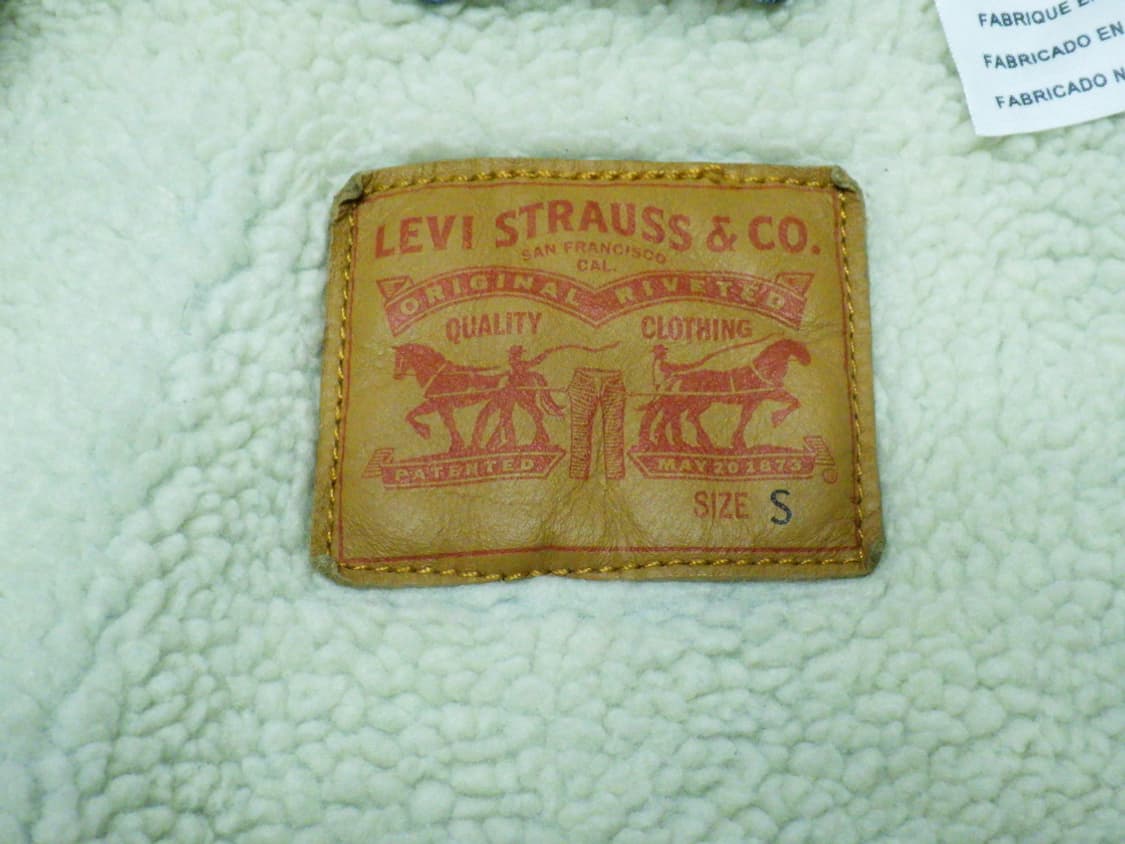 LEVI STRAUSS & CO.
SAN FRANCISCO
CAL.
ORIGINAL RIVETED
QUALITY CLOTHING
PATENTED MAY 20 1873
®
SIZE S
FABRIQUE
FABRICADO EN
FABRICADO